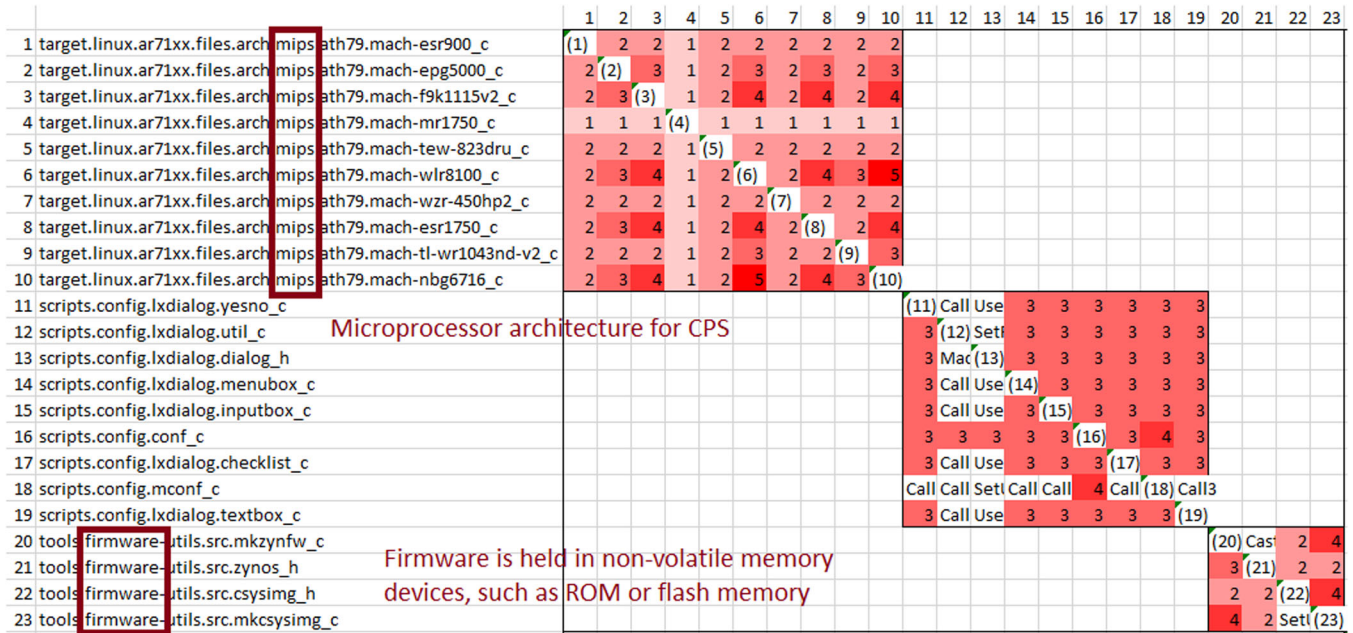 1 2 3 4 5 6 7 8 9 10 11 12 13 14 15 16 17 18 19 20 21 22 23
1 target.linux.ar71xx.files.arch.mips.ath79.mach-esr900_c (1) 2 2 1 2 2 2 2 2 2
2 target.linux.ar71xx.files.arch.mips.ath79.mach-epg5000_c 2 (2) 3 1 2 3 2 3 2 3
3 target.linux.ar71xx.files.arch.mips.ath79.mach-f9k1115v2_c 2 3 (3) 1 2 4 2 4 2 4
4 target.linux.ar71xx.files.arch.mips.ath79.mach-mr1750_c 1 1 1 (4) 1 1 1 1 1 1
5 target.linux.ar71xx.files.arch.mips.ath79.mach-tew-823dru_c 2 2 2 1 (5) 2 2 2 2 2
6 target.linux.ar71xx.files.arch.mips.ath79.mach-wlr8100_c 2 3 4 1 2 (6) 2 4 3 5
7 target.linux.ar71xx.files.arch.mips.ath79.mach-wzr-450hp2_c 2 2 2 1 2 2 (7) 2 2 2
8 target.linux.ar71xx.files.arch.mips.ath79.mach-esr1750_c 2 3 4 1 2 4 2 (8) 2 4
9 target.linux.ar71xx.files.arch.mips.ath79.mach-tl-wr1043nd-v2_c 2 2 2 1 2 3 2 2 (9) 3
10 target.linux.ar71xx.files.arch.mips.ath79.mach-nbg6716_c 2 3 4 1 2 5 2 4 3 (10)
11 scripts.config.lxdialog.yesno_c (11) Call Use 3 3 3 3 3 3
12 scripts.config.lxdialog.util_c Microprocessor architecture for CPS 3 (12) Set 3 3 3 3 3 3
13 scripts.config.lxdialog.dialog_h 3 Mac (13) 3 3 3 3 3 3
14 scripts.config.lxdialog.menubox_c 3 Call Use (14) 3 3 3 3 3
15 scripts.config.lxdialog.inputbox_c 3 Call Use 3 (15) 3 3 3 3
16 scripts.config.conf_c 3 3 3 3 3 (16) 3 4 3
17 scripts.config.lxdialog.checklist_c 3 Call Use 3 3 3 (17) 3 3
18 scripts.config.mconf_c Call Call Set Call Call 4 Call (18) Call3
19 scripts.config.lxdialog.textbox_c 3 Call Use 3 3 3 3 3 (19)
20 tools.firmware-utils.src.mkzynfw_c (20) Cast 2 4
21 tools.firmware-utils.src.zynos_h Firmware is held in non-volatile memory 3 (21) 2 2
22 tools.firmware-utils.src.csysimg_h devices, such as ROM or flash memory 2 2 (22) 4
23 tools.firmware-utils.src.mkcsysimg_c 4 2 Set (23)